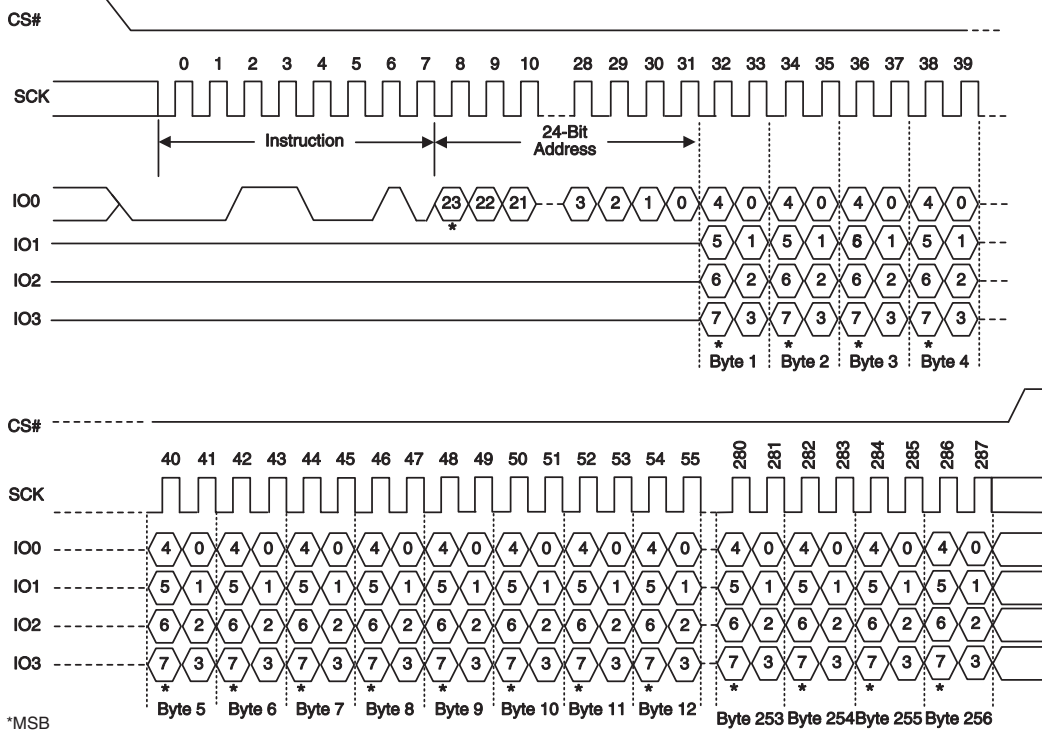 CS#
0 1 2 3 4 5 6 7 8 9 10 28 29 30 31 32 33 34 35 36 37 38 39
SCK
Instruction
24-Bit
Address
IO0 23 22 21 3 2 1 0 4 0 4 0 4 0 4 0
*
IO1 5 1 5 1 6 1 5 1
IO2 6 2 6 2 6 2 6 2
IO3 7 3 7 3 7 3 7 3
* * * *
Byte 1 Byte 2 Byte 3 Byte 4
CS#
40 41 42 43 44 45 46 47 48 49 50 51 52 53 54 55 280 281 282 283 284 285 286 287
SCK
IO0 4 0 4 0 4 0 4 0 4 0 4 0 4 0 4 0 4 0 4 0 4 0 4 0
IO1 5 1 5 1 5 1 5 1 5 1 5 1 5 1 5 1 5 1 5 1 5 1 5 1
IO2 6 2 6 2 6 2 6 2 6 2 6 2 6 2 6 2 6 2 6 2 6 2 6 2
IO3 7 3 7 3 7 3 7 3 7 3 7 3 7 3 7 3 7 3 7 3 7 3 7 3
* * * * * * * * * * * *
Byte 5 Byte 6 Byte 7 Byte 8 Byte 9 Byte 10 Byte 11 Byte 12 Byte 253 Byte 254 Byte 255 Byte 256
*MSB